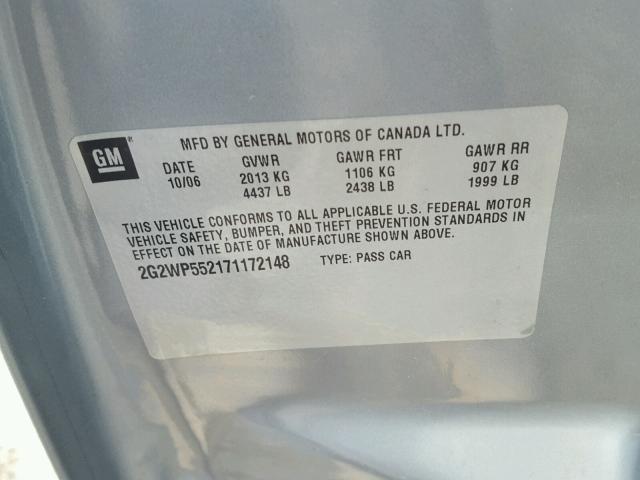 GM®
MFD BY GENERAL MOTORS OF CANADA LTD.
DATE GVWR GAWR FRT GAWR RR
10/06 2013 KG 1106 KG 907 KG
4437 LB 2438 LB 1999 LB
THIS VEHICLE CONFORMS TO ALL APPLICABLE U.S. FEDERAL MOTOR
VEHICLE SAFETY, BUMPER, AND THEFT PREVENTION STANDARDS IN
EFFECT ON THE DATE OF MANUFACTURE SHOWN ABOVE.
2G2WP552171172148 TYPE: PASS CAR